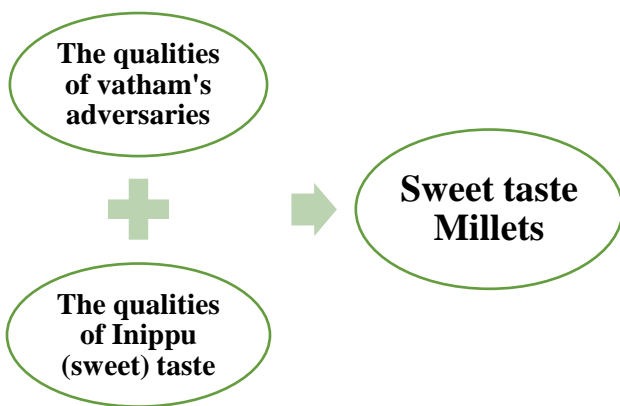 The qualities
of vatham's
adversaries
The qualities
of Inippu
(sweet) taste
Sweet taste
Millets